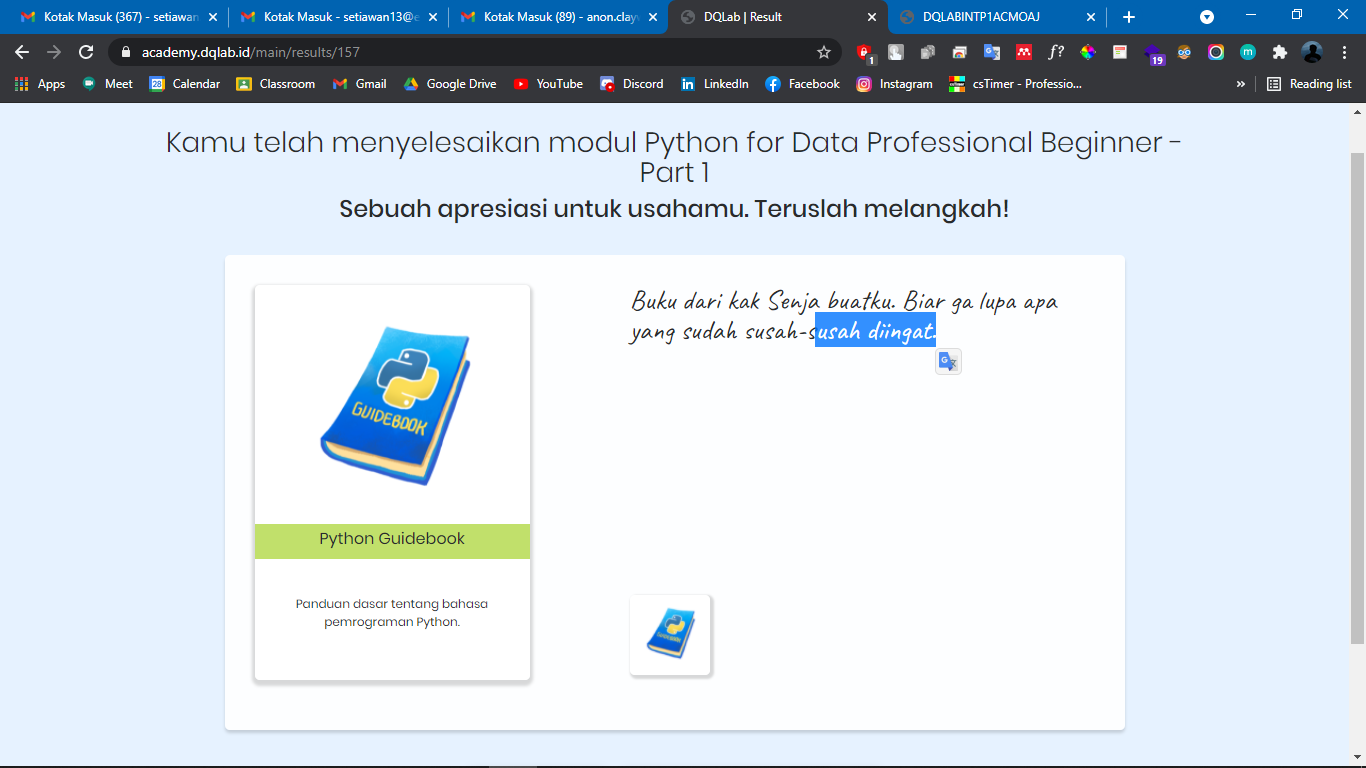 Kotak Masuk (367) - setiawan
Kotak Masuk - setiawan13@e
Kotak Masuk (89) - anon.clay
DQLab | Result
DQLABINTP1ACMOAJ
academy.dqlab.id/main/results/157
1
f?
19
m
Apps
Meet
28
Calendar
Classroom
Gmail
Google Drive
YouTube
Discord
LinkedIn
Facebook
Instagram
csTimer - Professio...
»
Reading list
Kamu telah menyelesaikan modul Python for Data Professional Beginner -
Part 1
Sebuah apresiasi untuk usahamu. Teruslah melangkah!
Buku dari kak Senja buatku. Biar ga lupa apa
yang sudah susah-susah diingat.
GUIDEBOOK
Python Guidebook
Panduan dasar tentang bahasa
pemrograman Python.
GUIDEBOOK